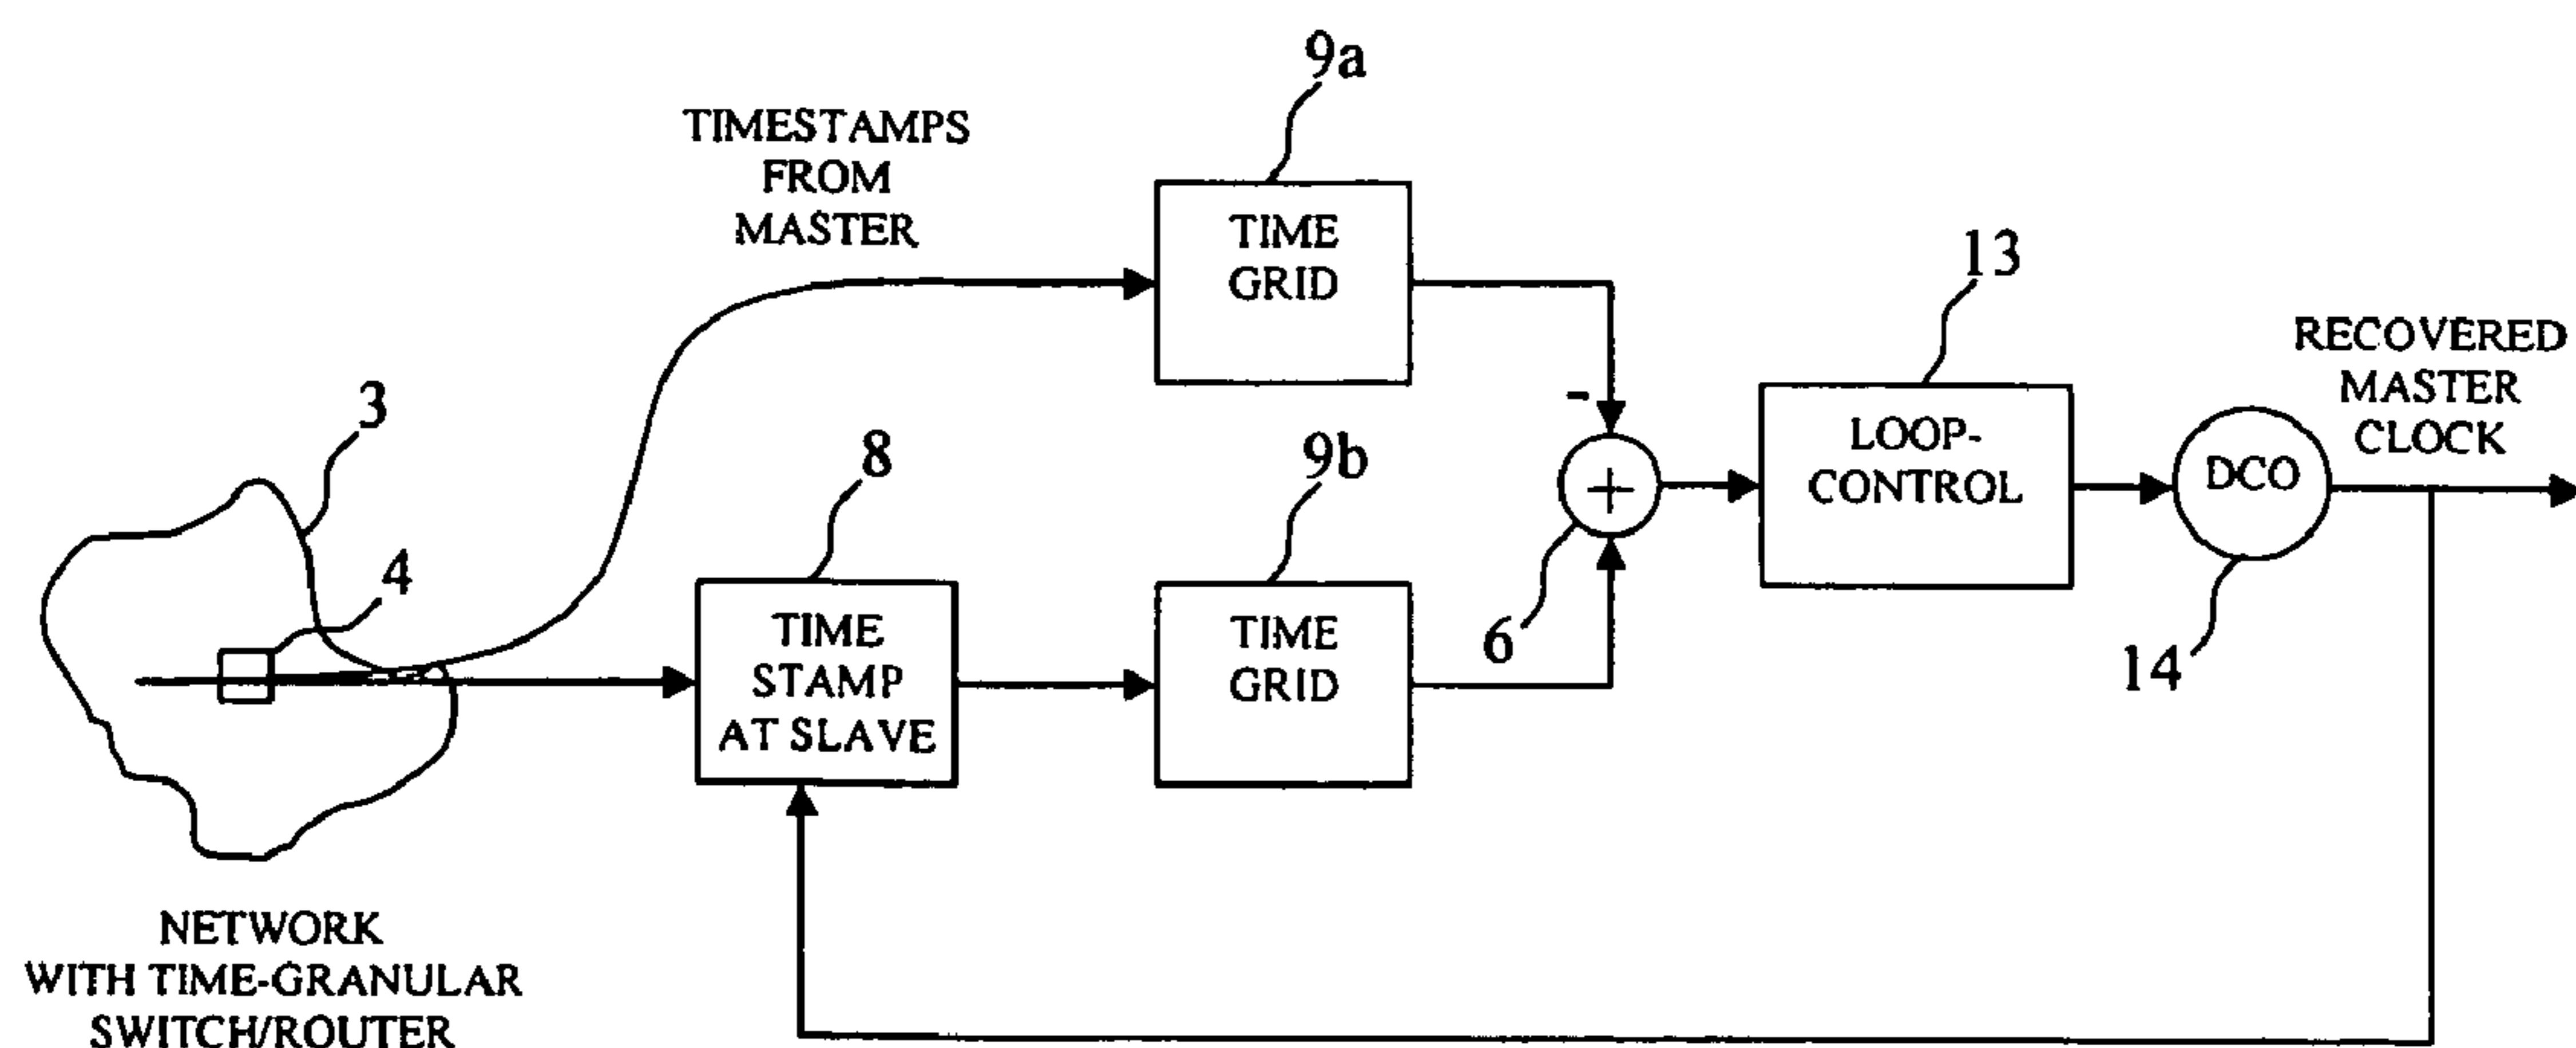 9a
TIMESTAMPS
FROM
MASTER
TIME
GRID
13
RECOVERED
MASTER
CLOCK
3
8
9b
-
LOOP-
CONTROL
DCO
+
4
6
14
TIME
STAMP
AT SLAVE
TIME
GRID
NETWORK
WITH TIME-GRANULAR
SWITCH/ROUTER